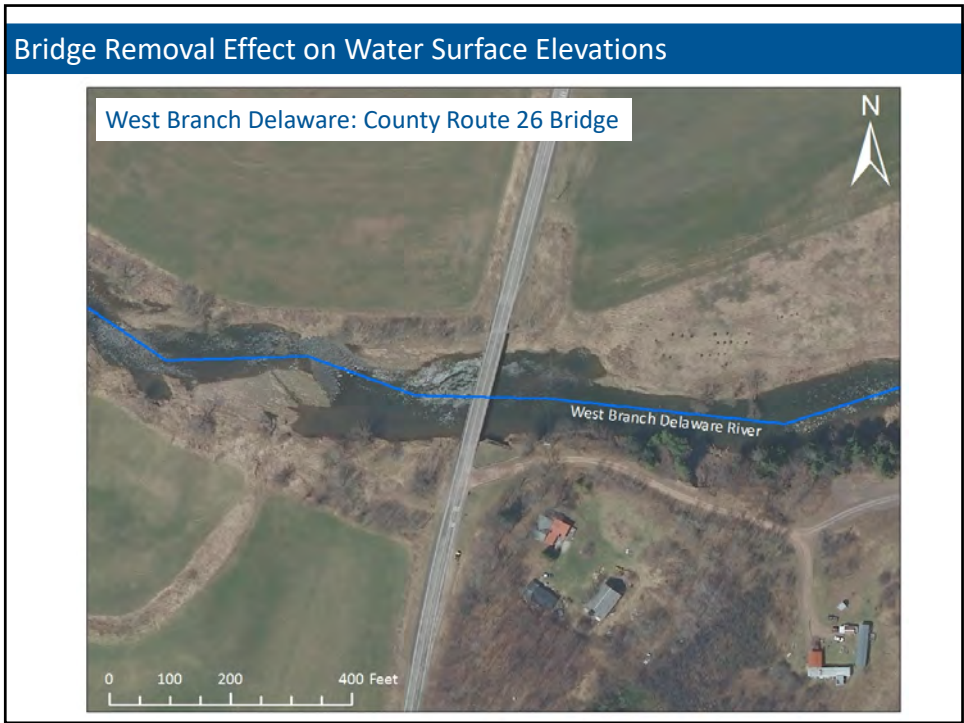 Bridge Removal Effect on Water Surface Elevations
West Branch Delaware: County Route 26 Bridge
N
West Branch Delaware River
0 100 200 400 Feet